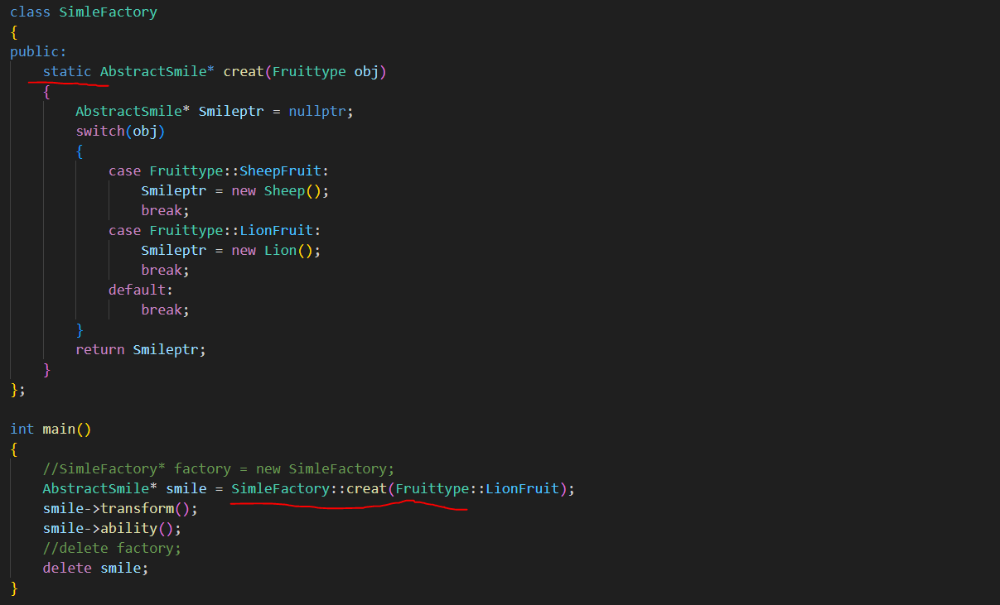 class SimleFactory
{
public:
    static AbstractSmile* creat(Fruittype obj)
    {
        AbstractSmile* Smileptr = nullptr;
        switch(obj)
        {
            case Fruittype::SheepFruit:
                Smileptr = new Sheep();
                break;
            case Fruittype::LionFruit:
                Smileptr = new Lion();
                break;
            default:
                break;
        }
        return Smileptr;
    }
};

int main()
{
    //SimleFactory* factory = new SimleFactory;
    AbstractSmile* smile = SimleFactory::creat(Fruittype::LionFruit);
    smile->transform();
    smile->ability();
    //delete factory;
    delete smile;
}